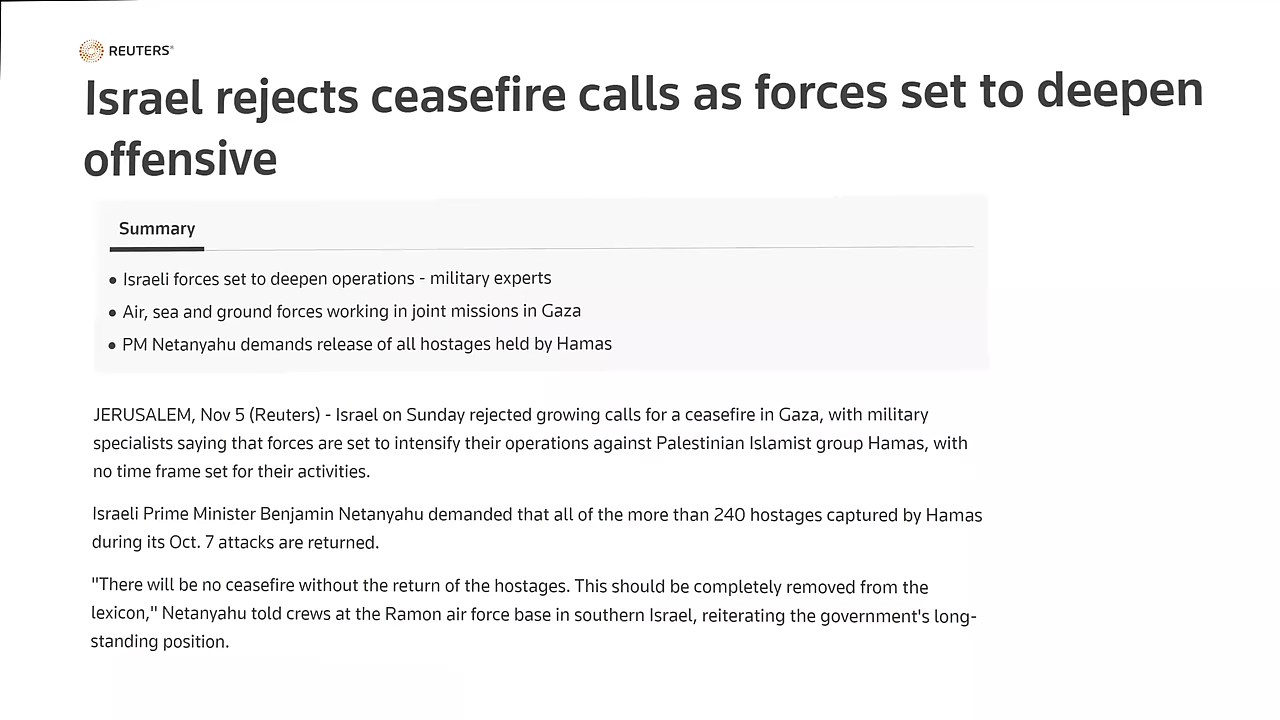 REUTERS®
Israel rejects ceasefire calls as forces set to deepen
offensive
Summary
• Israeli forces set to deepen operations - military experts
• Air, sea and ground forces working in joint missions in Gaza
• PM Netanyahu demands release of all hostages held by Hamas
JERUSALEM, Nov 5 (Reuters) - Israel on Sunday rejected growing calls for a ceasefire in Gaza, with military
specialists saying that forces are set to intensify their operations against Palestinian Islamist group Hamas, with
no time frame set for their activities.
Israeli Prime Minister Benjamin Netanyahu demanded that all of the more than 240 hostages captured by Hamas
during its Oct. 7 attacks are returned.
"There will be no ceasefire without the return of the hostages. This should be completely removed from the
lexicon," Netanyahu told crews at the Ramon air force base in southern Israel, reiterating the government's long-
standing position.